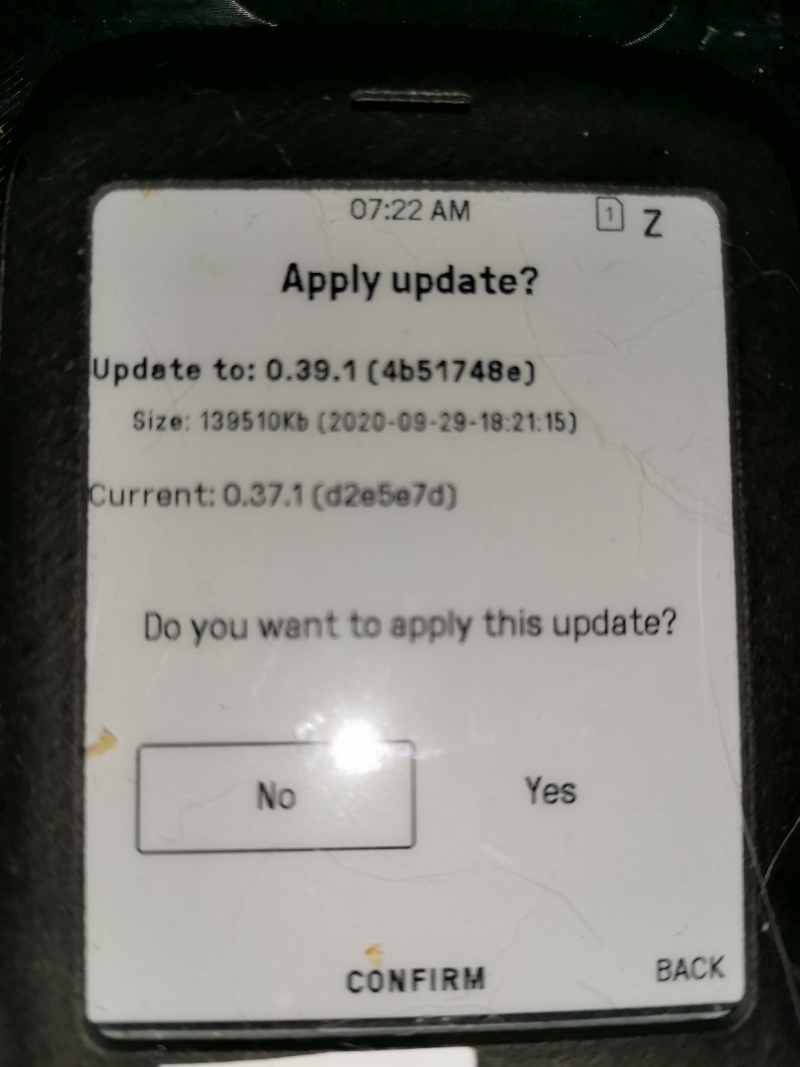 07:22 AM 1 Z
Apply update?
Update to: 0.39.1 (4b51748e)
Size: 139510Kb (2020-09-29-18:21:15)
Current: 0.37.1 (d2e5e7d)
Do you want to apply this update?
No Yes
CONFIRM BACK